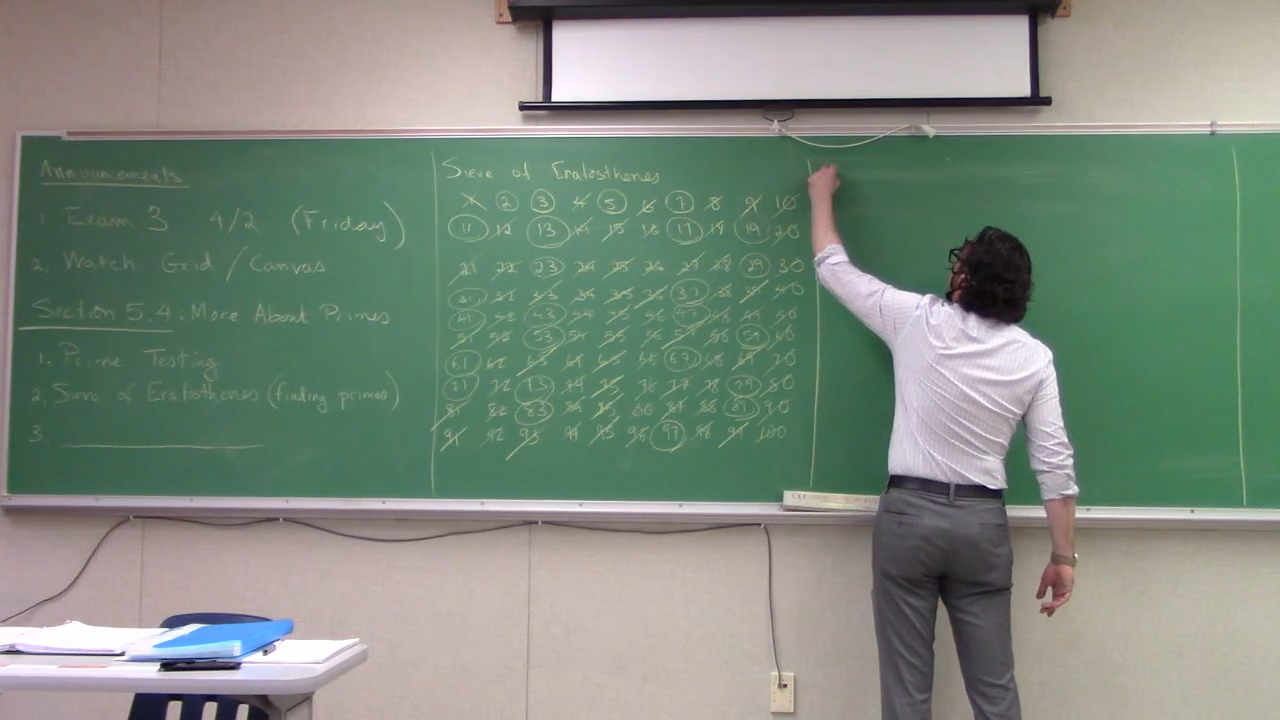 Announcements
1. Exam 3 4/2 (Friday)
2. Watch Grid / Canvas
Section 5.4: More About Primes
1. Prime Testing
2. Sieve of Eratosthenes (finding primes)
3.
Sieve of Eratosthenes
2 3 4 5 6 7 8 9 10
11 12 13 14 15 16 17 18 19 20
21 22 23 24 25 26 27 28 29 30
31 32 33 34 35 36 37 38 39 40
41 42 43 44 45 46 47 48 49 50
51 52 53 54 55 56 57 58 59 60
61 62 63 64 65 66 67 68 69 70
71 72 73 74 75 76 77 78 79 80
81 82 83 84 85 86 87 88 89 90
91 92 93 94 95 96 97 98 99 100